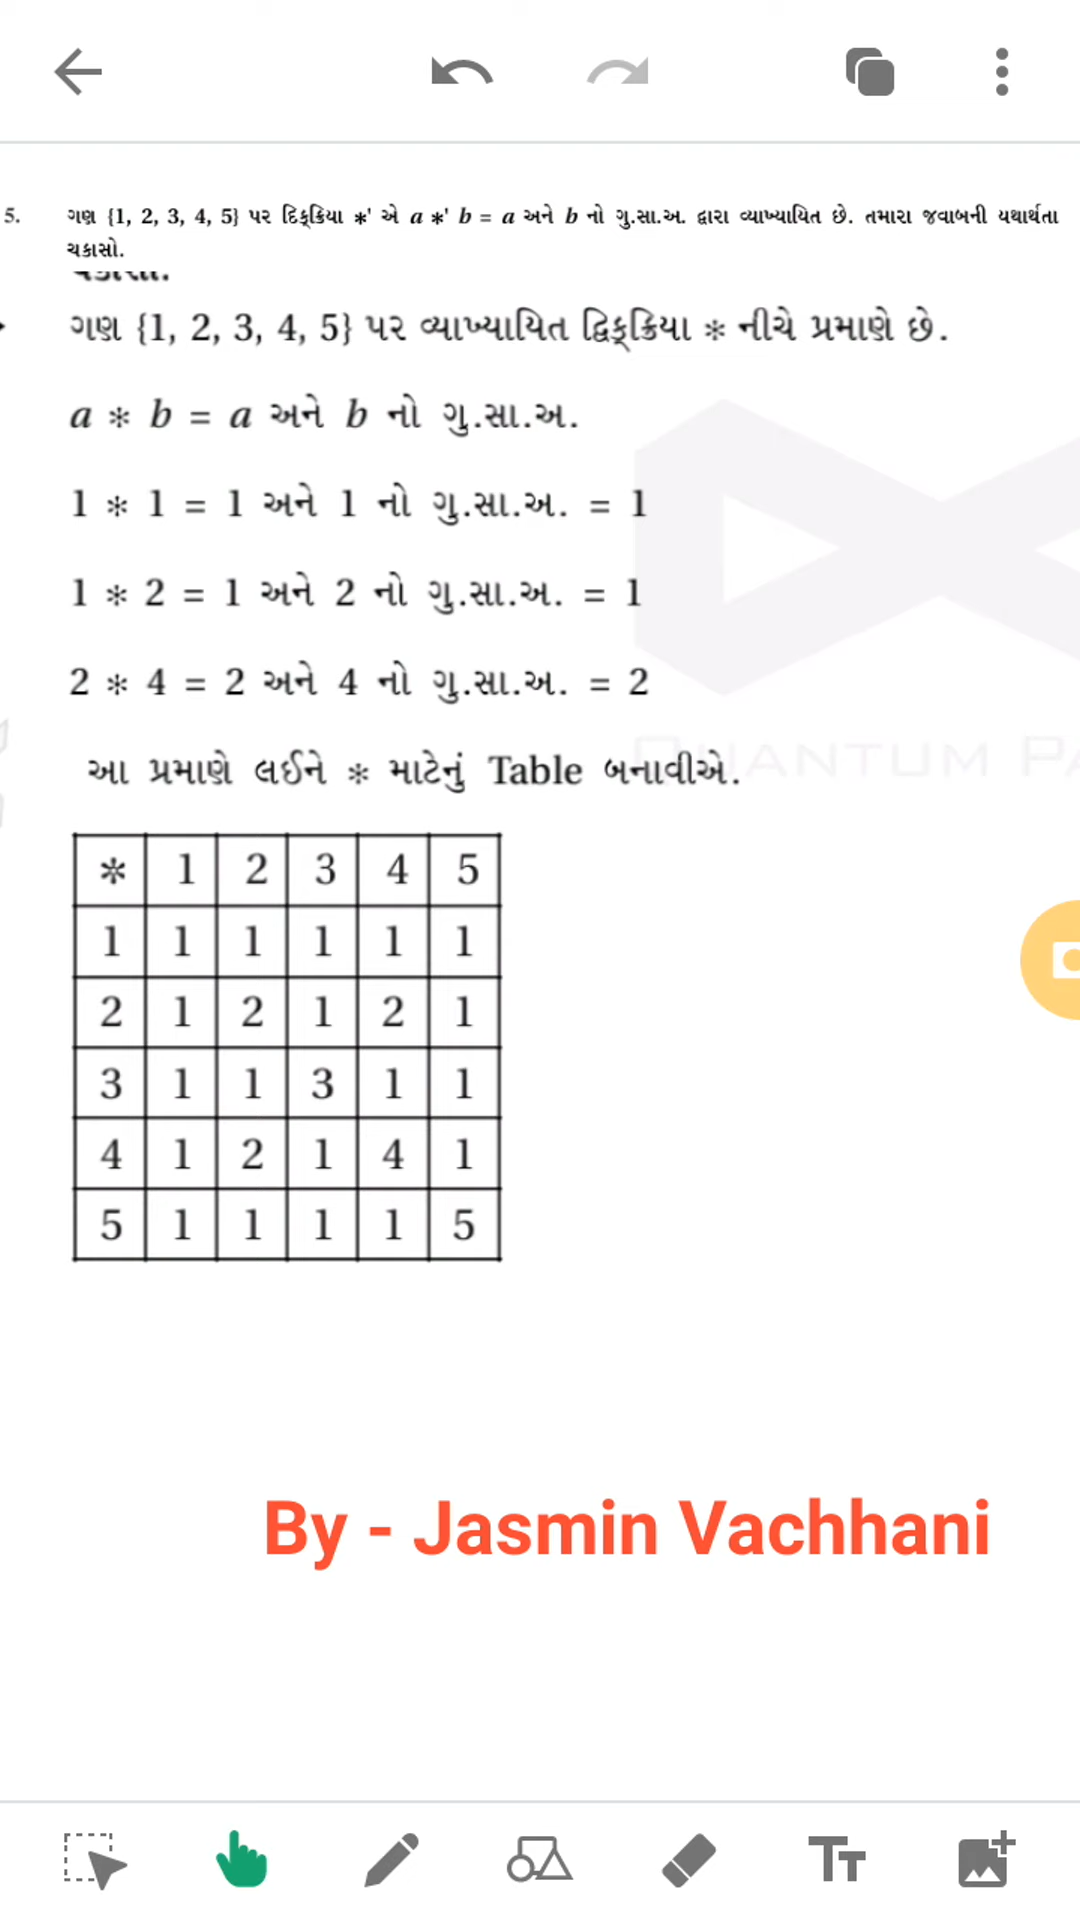 5. ગણ {1, 2, 3, 4, 5} પર દ્વિક્ક્રિયા *' એ a *' b = a અને b નો ગુ.સા.અ. દ્વારા વ્યાખ્યાયિત છે. તમારા જવાબની યથાર્થતા
ચકાસો.
ગણ {1, 2, 3, 4, 5} પર વ્યાખ્યાયિત દ્વિક્ક્રિયા * નીચે પ્રમાણે છે.
a * b = a અને b નો ગુ.સા.અ.
1 * 1 = 1 અને 1 નો ગુ.સા.અ. = 1
1 * 2 = 1 અને 2 નો ગુ.સા.અ. = 1
2 * 4 = 2 અને 4 નો ગુ.સા.અ. = 2
આ પ્રમાણે લઈને * માટેનું Table બનાવીએ.
QUANTUM PA
* 1 2 3 4 5
1 1 1 1 1 1
2 1 2 1 2 1
3 1 1 3 1 1
4 1 2 1 4 1
5 1 1 1 1 5
By - Jasmin Vachhani
TT